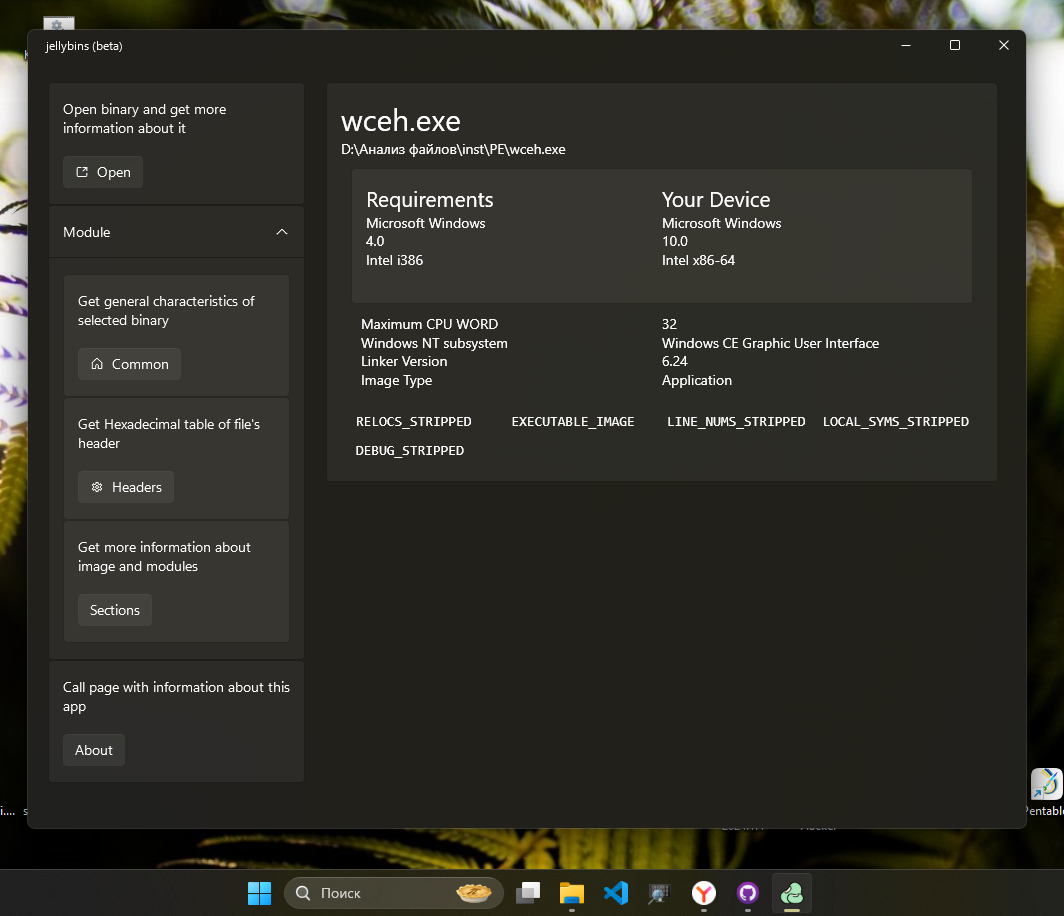 jellybins (beta)
Open binary and get more
information about it
Open
Module
Get general characteristics of
selected binary
Common
Get Hexadecimal table of file's
header
Headers
Get more information about
image and modules
Sections
Call page with information about this
app
About
wceh.exe
D:\Анализ файлов\inst\PE\wceh.exe
Requirements
Microsoft Windows
4.0
Intel i386
Your Device
Microsoft Windows
10.0
Intel x86-64
Maximum CPU WORD 32
Windows NT subsystem Windows CE Graphic User Interface
Linker Version 6.24
Image Type Application
RELOCS_STRIPPED EXECUTABLE_IMAGE LINE_NUMS_STRIPPED LOCAL_SYMS_STRIPPED
DEBUG_STRIPPED
Поиск